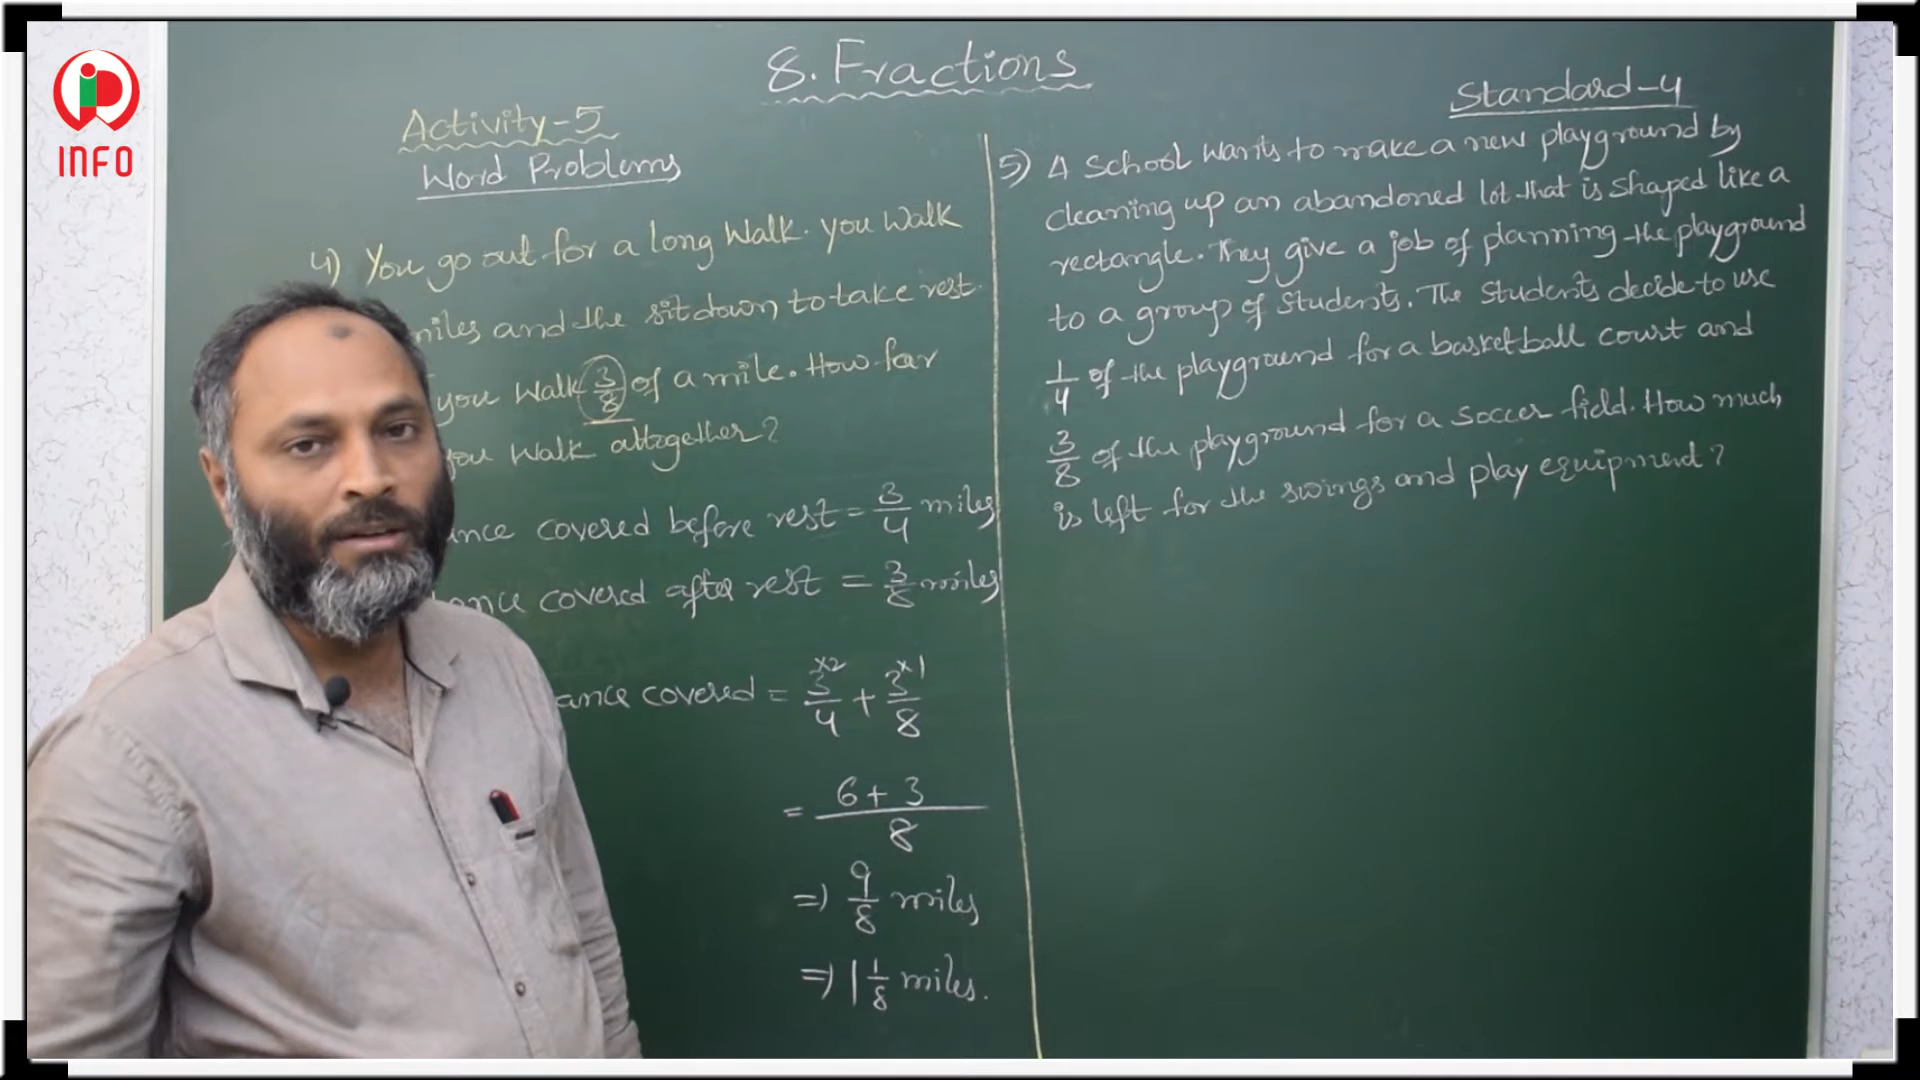 INFO
8. Fractions
Standard-4
Activity-5
Word Problems
4) You go out for a long Walk. you Walk
miles and the sit down to take rest.
you Walk 3/8 of a mile. How far
you Walk alttogether?
covered before rest = 3/4 miles
covered after rest = 3/8 miles
covered = 3×2/4 + 3×1/8
= 6+3/8
=) 9/8 miles
=) 1 1/8 miles.
5) A School Wants to make a new playground by
cleaning up an abandoned lot that is shaped like a
rectangle. They give a job of planning the playground
to a group of Students. The Students decide to use
1/4 of the playground for a basketball court and
3/8 of the playground for a soccer field. How much
is left for the swings and play equipment?